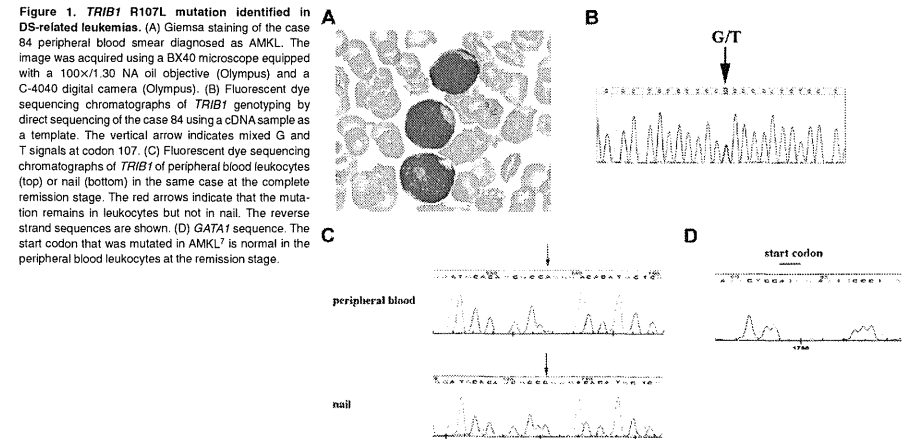 Figure 1. TRIB1 R107L mutation identified in
DS-related leukemias. (A) Giemsa staining of the case
84 peripheral blood smear diagnosed as AMKL. The
image was acquired using a BX40 microscope equipped
with a 100×/1.30 NA oil objective (Olympus) and a
C-4040 digital camera (Olympus). (B) Fluorescent dye
sequencing chromatographs of TRIB1 genotyping by
direct sequencing of the case 84 using a cDNA sample as
a template. The vertical arrow indicates mixed G and
T signals at codon 107. (C) Fluorescent dye sequencing
chromatographs of TRIB1 of peripheral blood leukocytes
(top) or nail (bottom) in the same case at the complete
remission stage. The red arrows indicate that the muta-
tion remains in leukocytes but not in nail. The reverse
strand sequences are shown. (D) GATA1 sequence. The
start codon that was mutated in AMKL7 is normal in the
peripheral blood leukocytes at the remission stage.
A
B
G/T
C
peripheral blood
nail
D
start codon